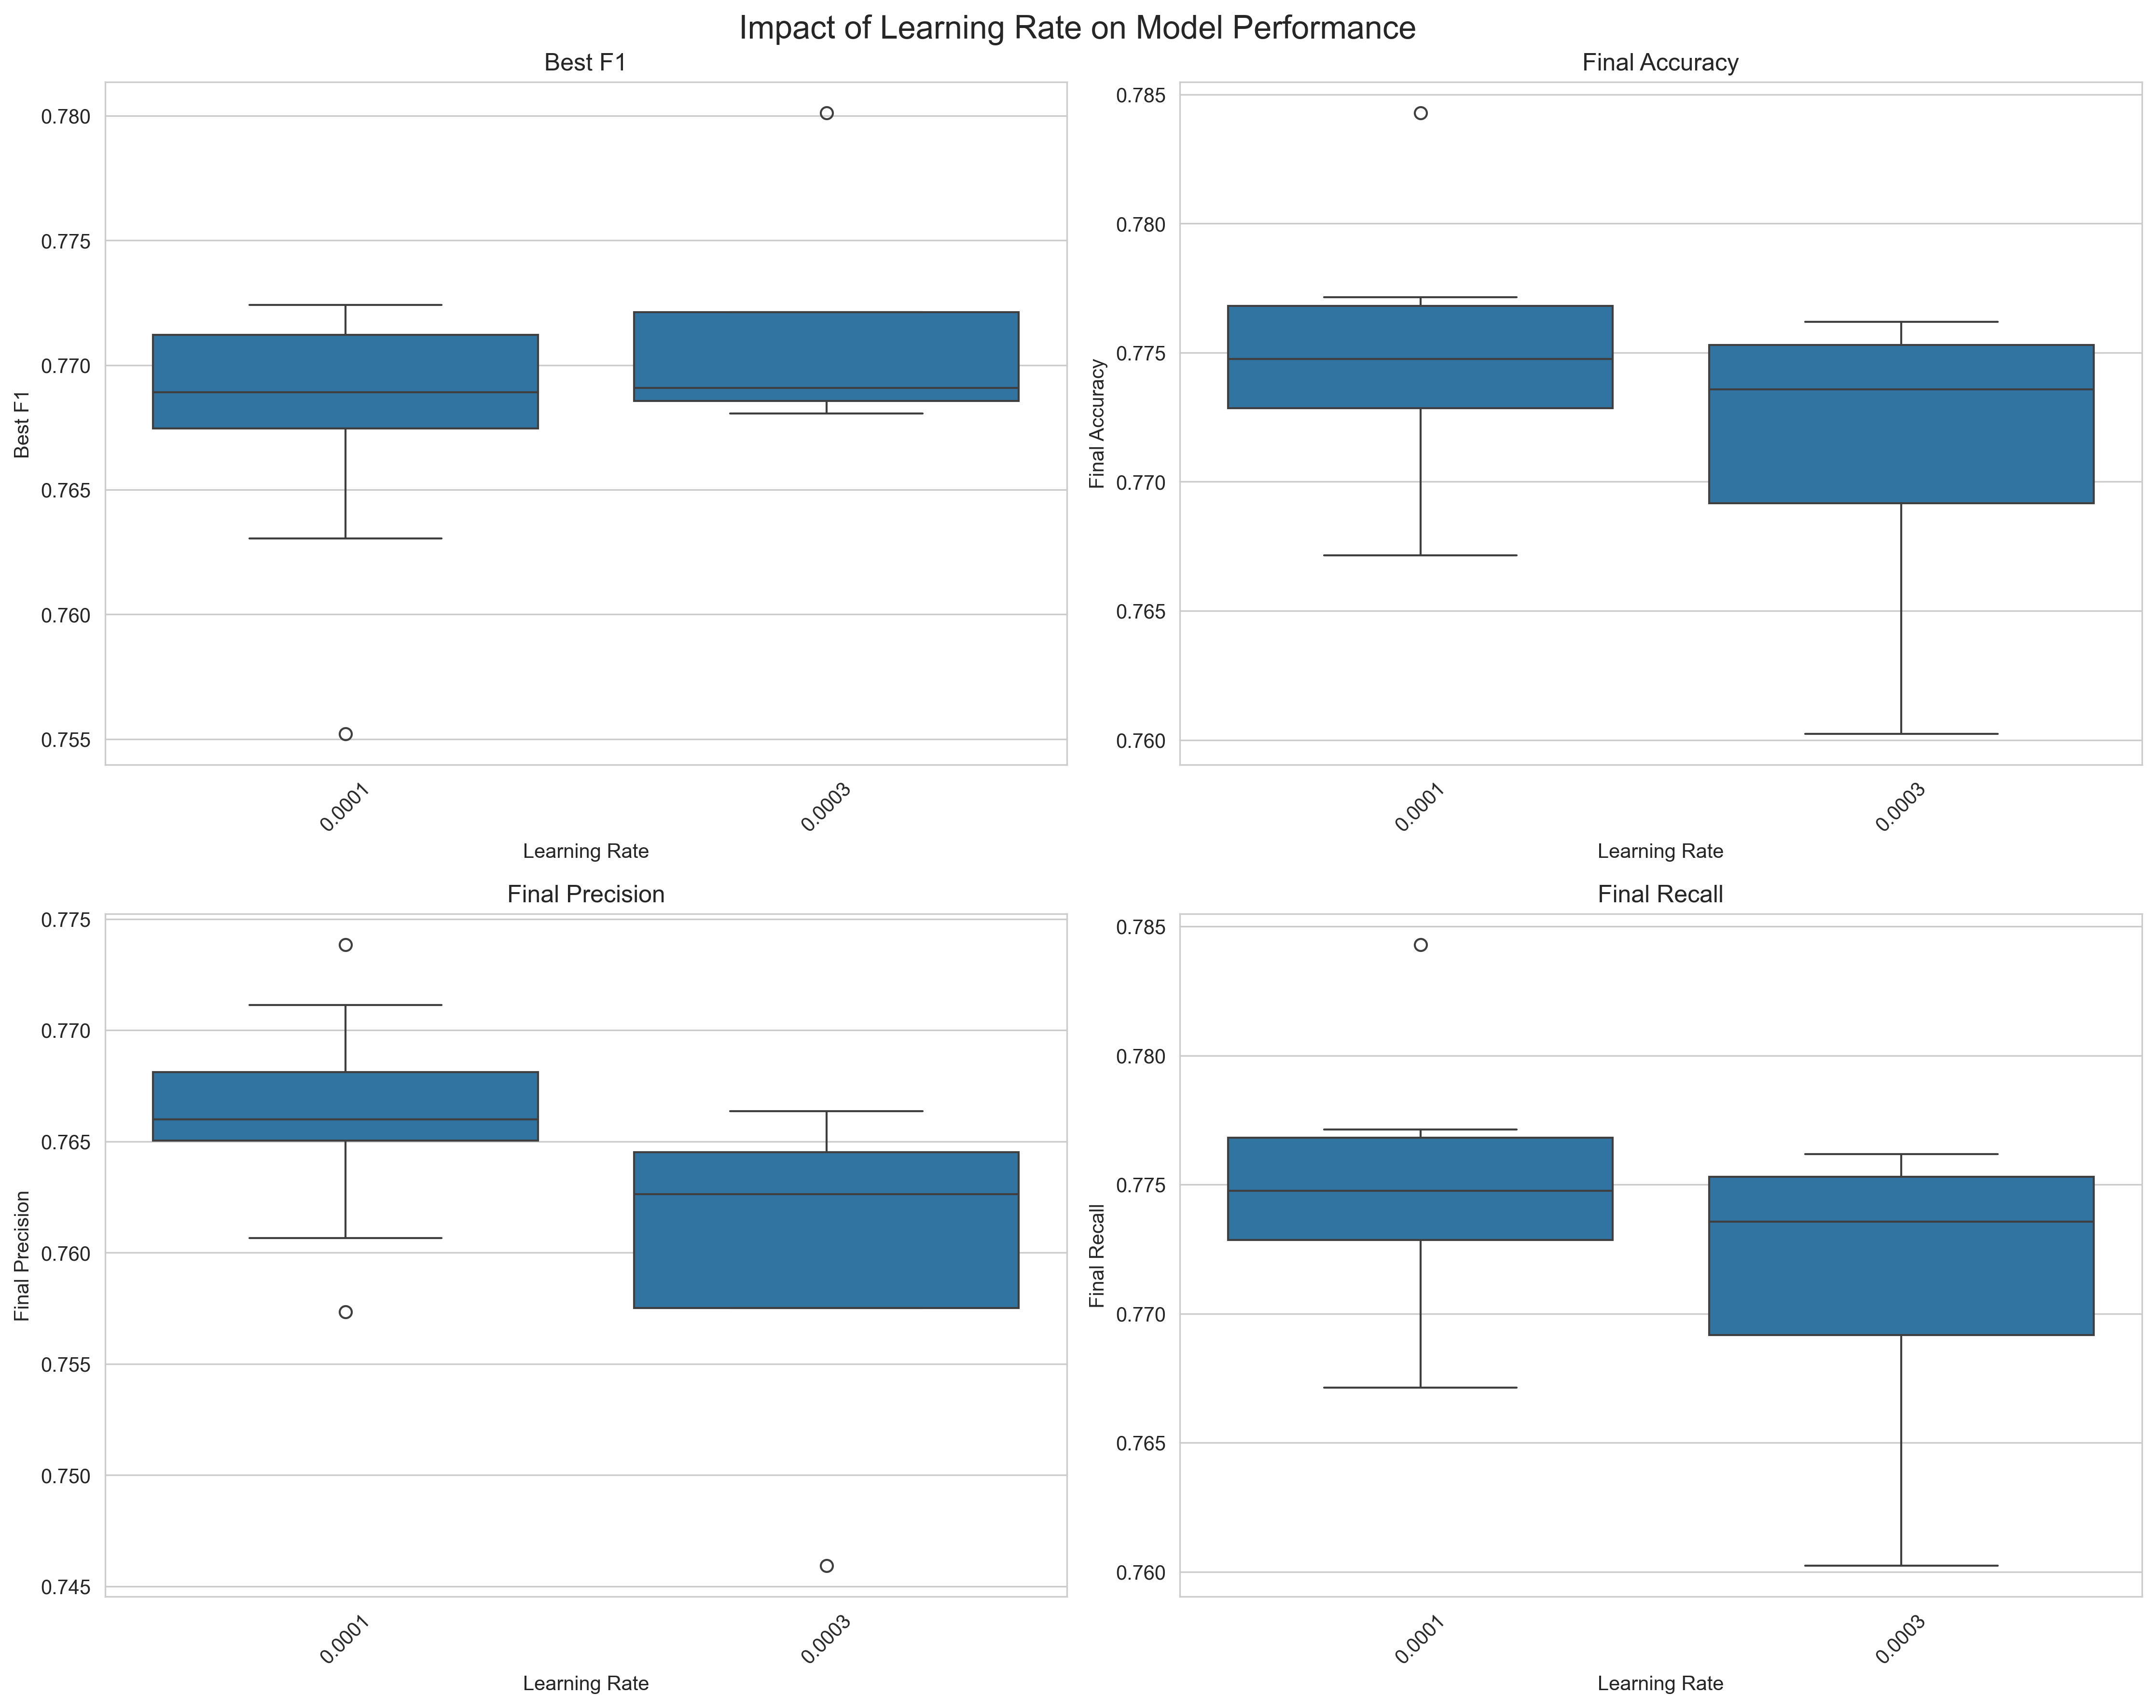 Impact of Learning Rate on Model Performance
Best F1
Best F1
0.780
0.775
0.770
0.765
0.760
0.755
0.0001
0.0003
Learning Rate
Final Accuracy
Final Accuracy
0.785
0.780
0.775
0.770
0.765
0.760
0.0001
0.0003
Learning Rate
Final Precision
Final Precision
0.775
0.770
0.765
0.760
0.755
0.750
0.745
0.0001
0.0003
Learning Rate
Final Recall
Final Recall
0.785
0.780
0.775
0.770
0.765
0.760
0.0001
0.0003
Learning Rate